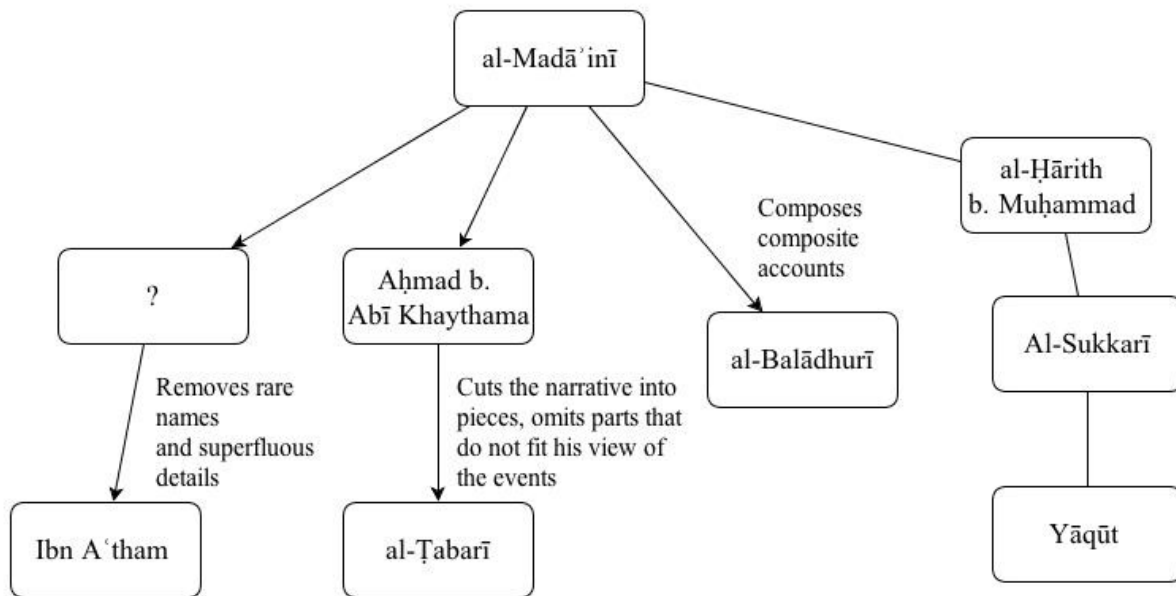 al-Madāʾinī
al-Ḥārith
b. Muḥammad
Composes
composite
accounts
?
Aḥmad b.
Abī Khaythama
al-Balādhurī
Al-Sukkarī
Removes rare
names
and superfluous
details
Cuts the narrative into
pieces, omits parts that
do not fit his view of
the events
Ibn Aʿtham
al-Ṭabarī
Yāqūt